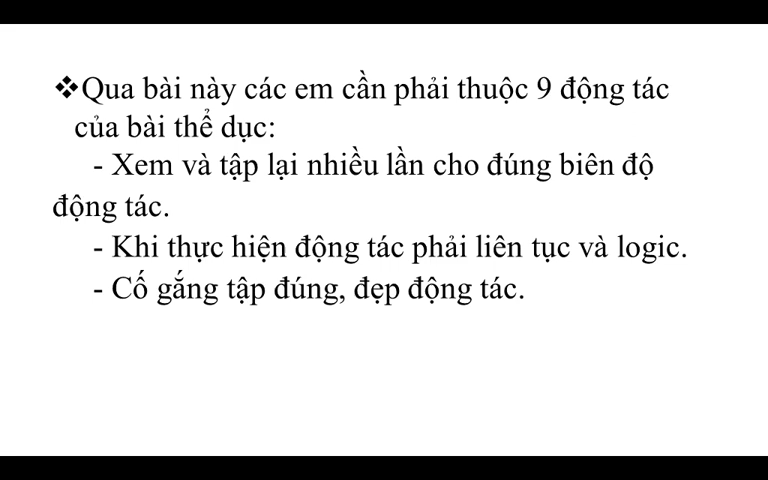 ❖Qua bài này các em cần phải thuộc 9 động tác
của bài thể dục:
- Xem và tập lại nhiều lần cho đúng biên độ
động tác.
- Khi thực hiện động tác phải liên tục và logic.
- Cố gắng tập đúng, đẹp động tác.